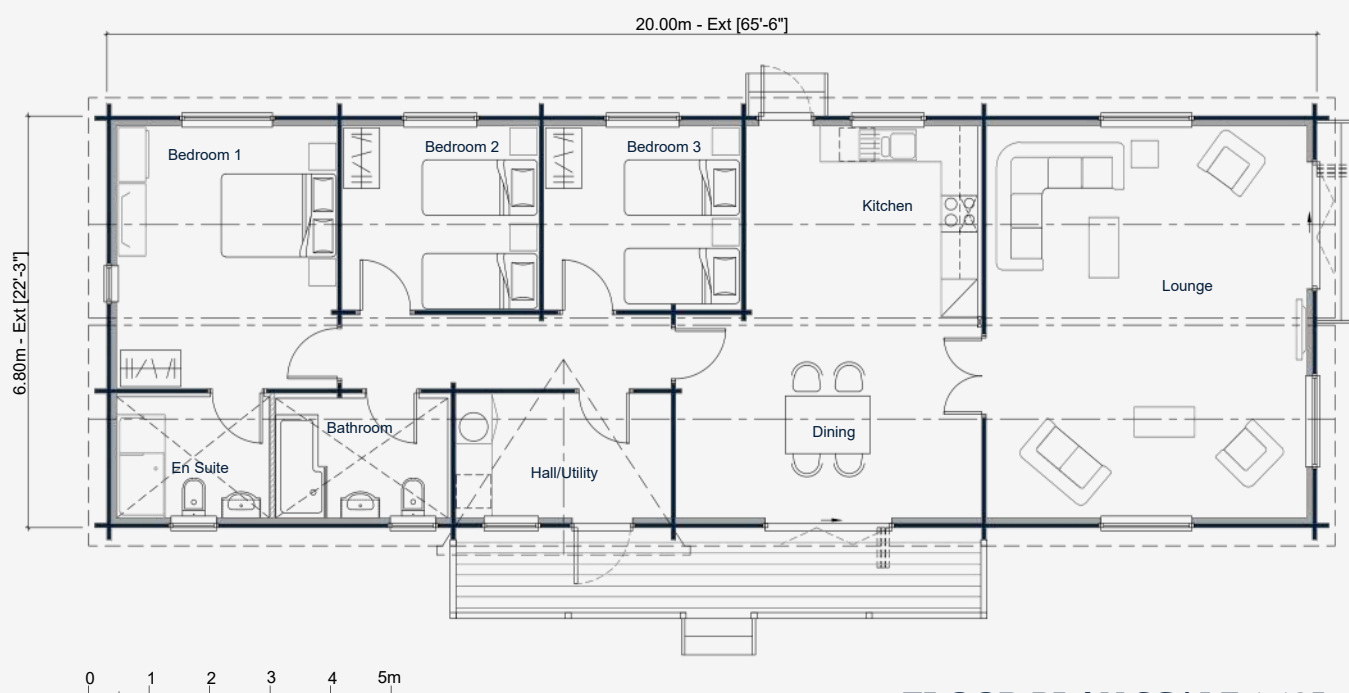 20.00m - Ext [65'-6"]
6.80m - Ext [22'-3"]
Bedroom 1
Bedroom 2
Bedroom 3
Kitchen
Lounge
Bathroom
Dining
En Suite
Hall/Utility
0 1 2 3 4 5m